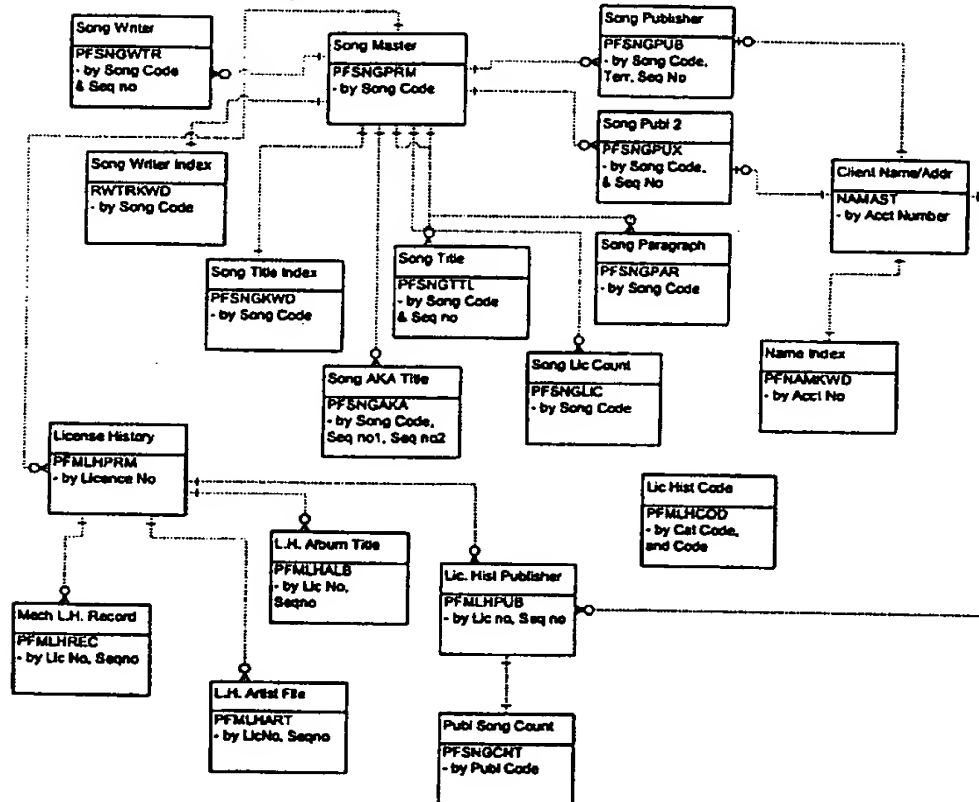 Song Writer
PFSNGWTR
- by Song Code
& Seq no
Song Master
PFSNGPRM
- by Song Code
Song Publisher
PFSNGPUB
- by Song Code,
Terr, Seq No
Song Publ 2
PFSNGPUX
- by Song Code,
& Seq No
Client Name/Addr
NAMAST
- by Acct Number
Song Writer Index
RWTRKWD
- by Song Code
Song Title Index
PFSNGKWD
- by Song Code
Song Title
PFSNGTTL
- by Song Code
& Seq no
Song Paragraph
PFSNGPAR
- by Song Code
Song AKA Title
PFSNGAKA
- by Song Code,
Seq no1, Seq no2
Song Lic Count
PFSNGLIC
- by Song Code
Name Index
PFNAMKWD
- by Acct No
License History
PFMLHPRM
- by Licence No
Lic Hist Code
PFMLHCOD
- by Cat Code,
and Code
L.H. Album Title
PFMLHALB
- by Lic No,
Seqno
Lic. Hist Publisher
PFMLHPUB
- by Lic no, Seq no
Mech L.H. Record
PFMLHREC
- by Lic No, Seqno
L.H. Artist File
PFMLHART
- by LicNo, Seqno
Publ Song Count
PFSNGCNT
- by Publ Code